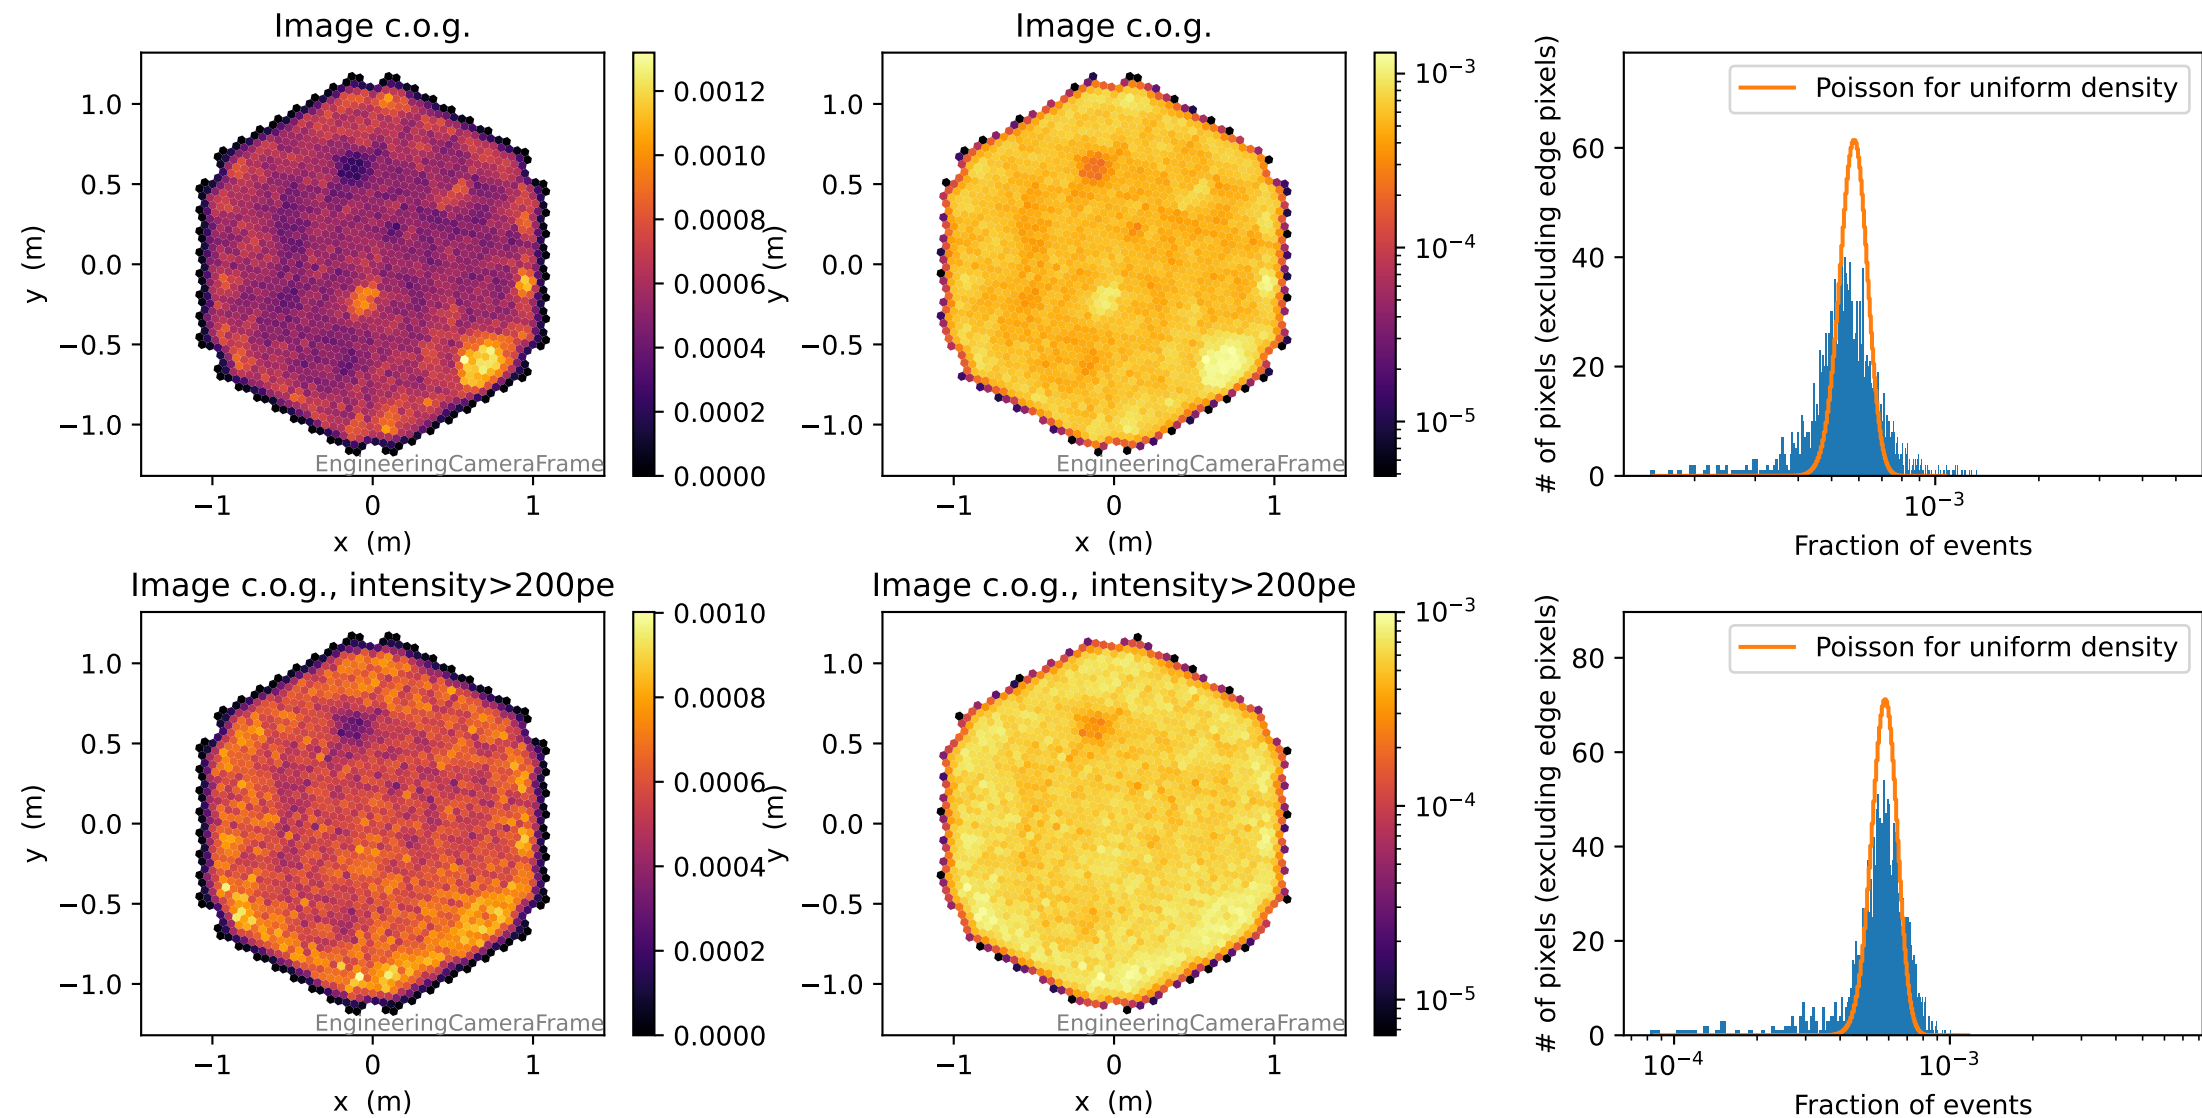 Image c.o.g.
1.0
0.5
0.0
−0.5
−1.0
y (m)
−1
0
1
x (m)
EngineeringCameraFrame
0.0012
0.0010
0.0008
0.0006
0.0004
0.0002
0.0000
Image c.o.g.
1.0
0.5
0.0
−0.5
−1.0
y (m)
−1
0
1
x (m)
EngineeringCameraFrame
10⁻³
10⁻⁴
10⁻⁵
Poisson for uniform density
60
40
20
0
# of pixels (excluding edge pixels)
10⁻³
Fraction of events
Image c.o.g., intensity>200pe
1.0
0.5
0.0
−0.5
−1.0
y (m)
−1
0
1
x (m)
EngineeringCameraFrame
0.0010
0.0008
0.0006
0.0004
0.0002
0.0000
Image c.o.g., intensity>200pe
1.0
0.5
0.0
−0.5
−1.0
y (m)
−1
0
1
x (m)
EngineeringCameraFrame
10⁻³
10⁻⁴
10⁻⁵
Poisson for uniform density
80
60
40
20
0
# of pixels (excluding edge pixels)
10⁻⁴
10⁻³
Fraction of events